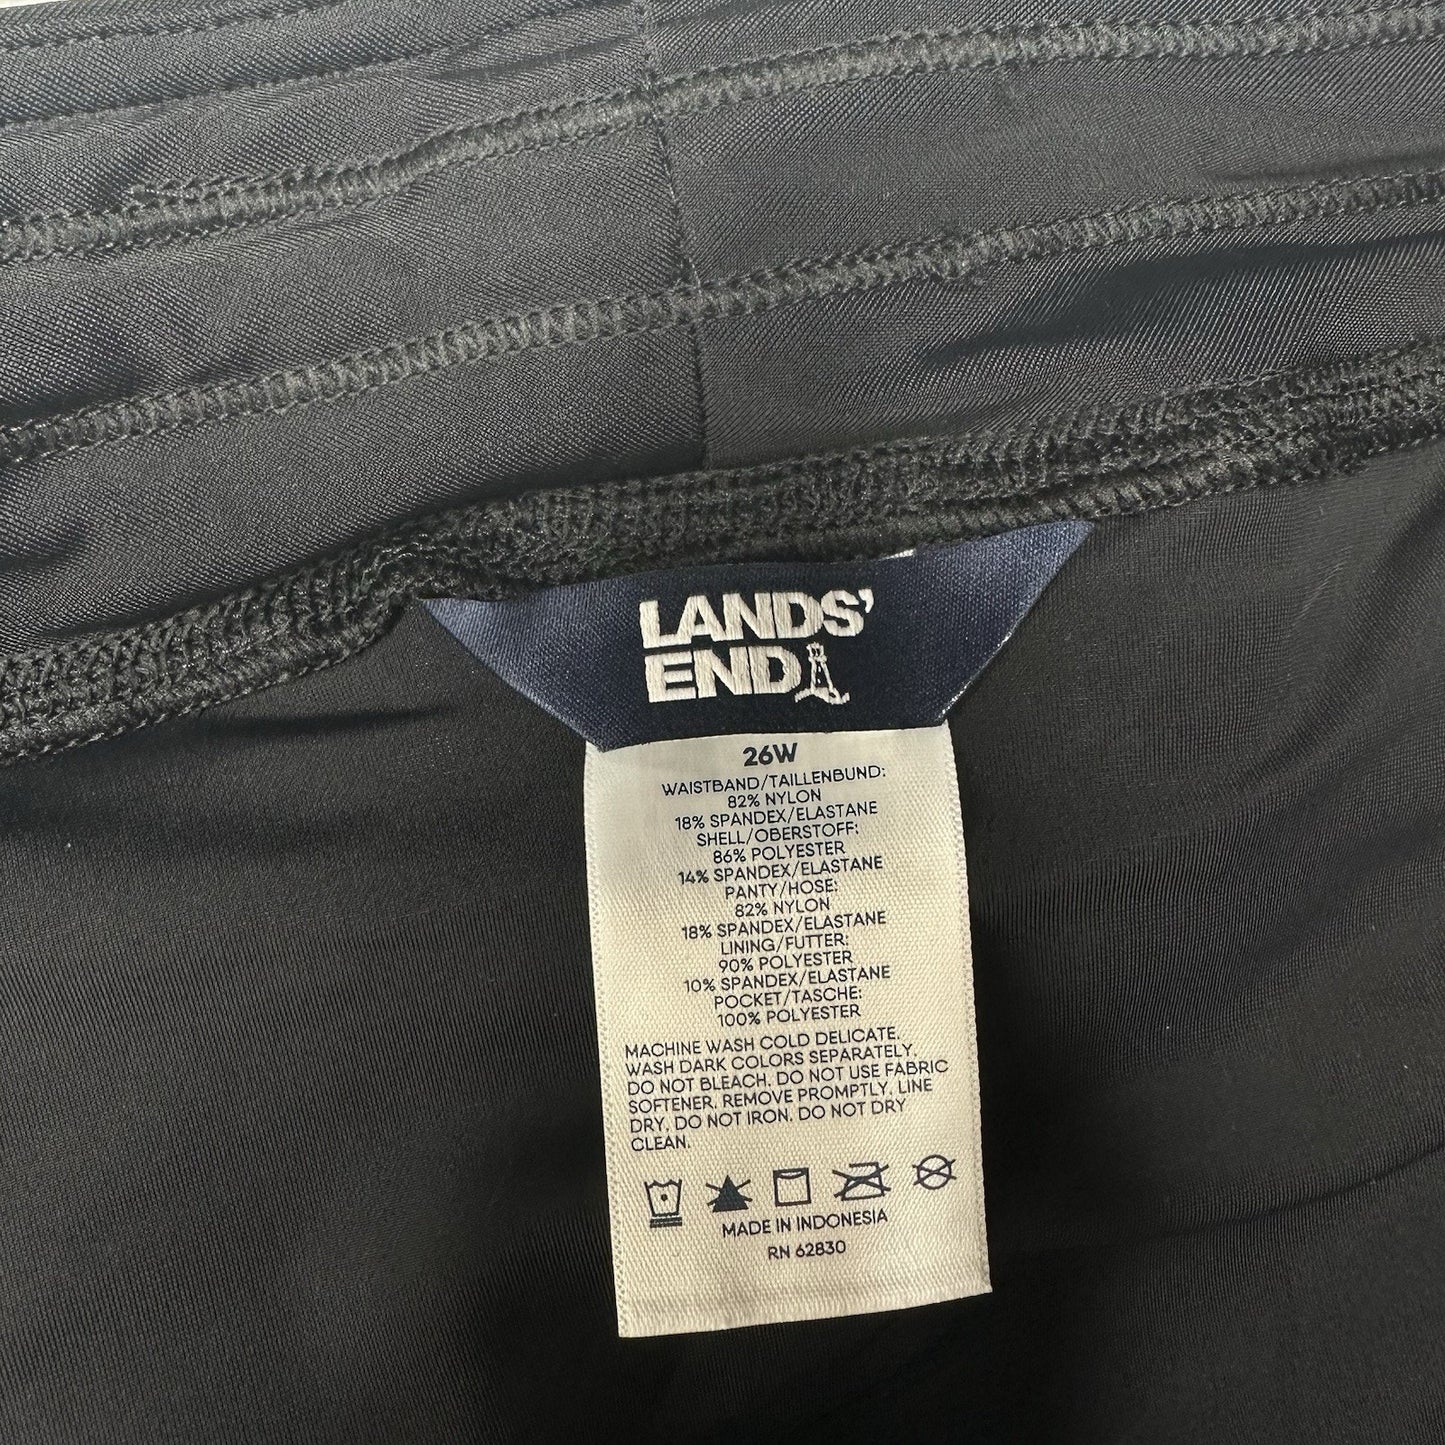 LANDS'
END
26W
WAISTBAND/TAILLENBUND:
82% NYLON
18% SPANDEX/ELASTANE
SHELL/OBERSTOFF:
86% POLYESTER
14% SPANDEX/ELASTANE
PANTY/HOSE:
82% NYLON
18% SPANDEX/ELASTANE
LINING/FUTTER:
90% POLYESTER
10% SPANDEX/ELASTANE
POCKET/TASCHE:
100% POLYESTER
MACHINE WASH COLD DELICATE.
WASH DARK COLORS SEPARATELY.
DO NOT BLEACH. DO NOT USE FABRIC
SOFTENER. REMOVE PROMPTLY. LINE
DRY. DO NOT IRON. DO NOT DRY
CLEAN.
MADE IN INDONESIA
RN 62830